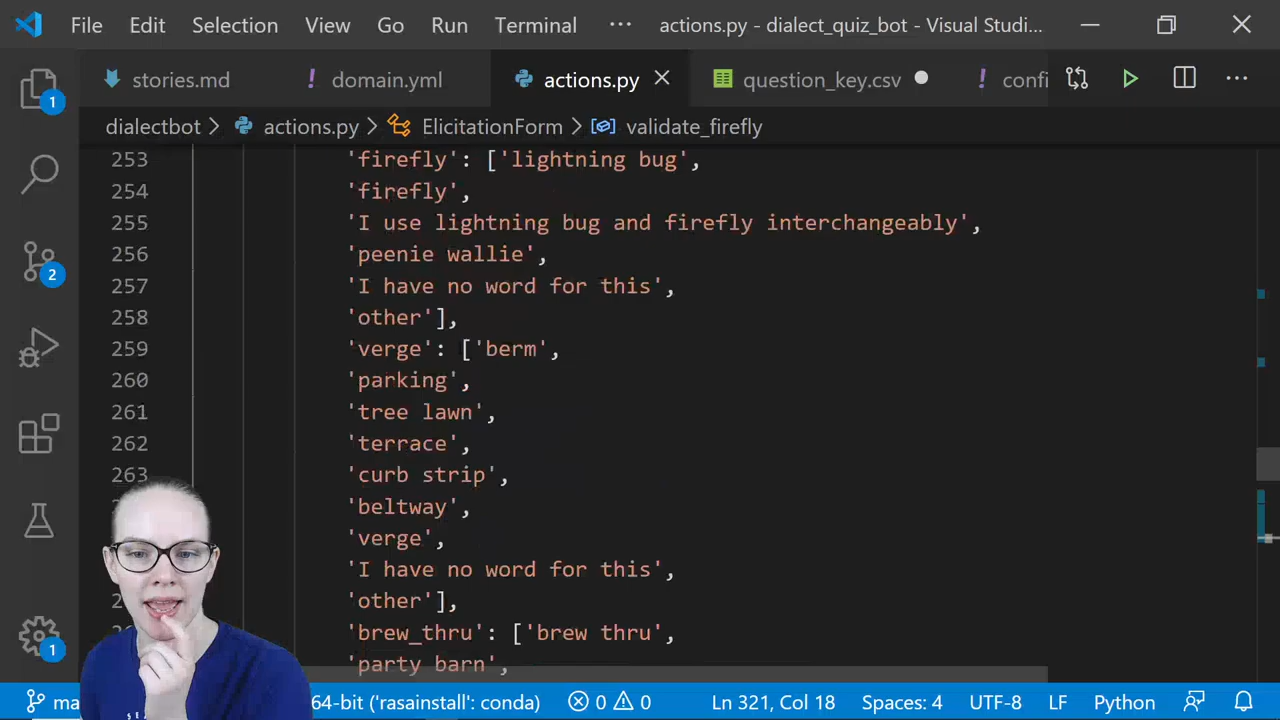 File Edit Selection View Go Run Terminal ··· actions.py - dialect_quiz_bot - Visual Studi...
stories.md ! domain.yml actions.py question_key.csv ! confi
dialectbot > actions.py > ElicitationForm > validate_firefly
253 'firefly': ['lightning bug',
254 'firefly',
255 'I use lightning bug and firefly interchangeably',
256 'peenie wallie',
257 'I have no word for this',
258 'other'],
259 'verge': ['berm',
260 'parking',
261 'tree lawn',
262 'terrace',
263 'curb strip',
'beltway',
'verge',
'I have no word for this',
'other'],
'brew_thru': ['brew thru',
'party barn',
1
2
1
ma 64-bit ('rasainstall': conda) 0 0 Ln 321, Col 18 Spaces: 4 UTF-8 LF Python